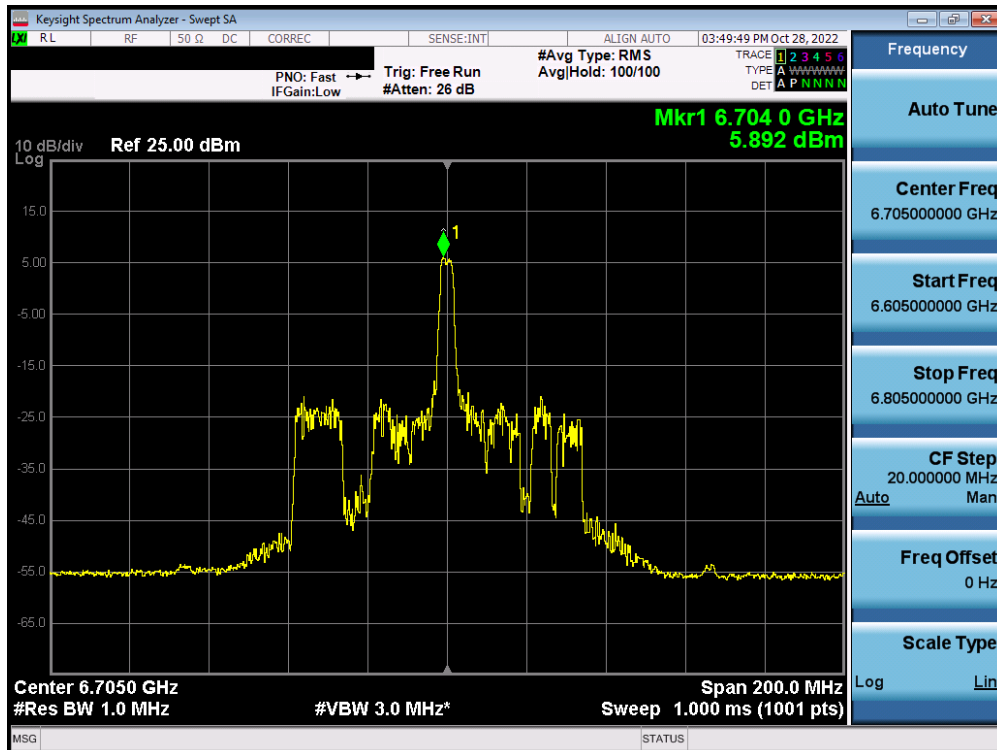 Keysight Spectrum Analyzer - Swept SA
LXI RL RF 50 Ω DC CORREC SENSE:INT ALIGN AUTO 03:49:49 PM Oct 28, 2022
PNO: Fast
IFGain:Low
Trig: Free Run
#Atten: 26 dB
#Avg Type: RMS
Avg|Hold: 100/100
TRACE 1 2 3 4 5 6
TYPE A WWWWW
DET A P N N N N
Mkr1 6.704 0 GHz
5.892 dBm
10 dB/div
Log
Ref 25.00 dBm
15.0
5.00
-5.00
-15.0
-25.0
-35.0
-45.0
-55.0
-65.0
1
Center 6.7050 GHz
#Res BW 1.0 MHz
#VBW 3.0 MHz*
Span 200.0 MHz
Sweep 1.000 ms (1001 pts)
MSG
STATUS
Frequency
Auto Tune
Center Freq
6.705000000 GHz
Start Freq
6.605000000 GHz
Stop Freq
6.805000000 GHz
CF Step
20.000000 MHz
Auto Man
Freq Offset
0 Hz
Scale Type
Log Lin